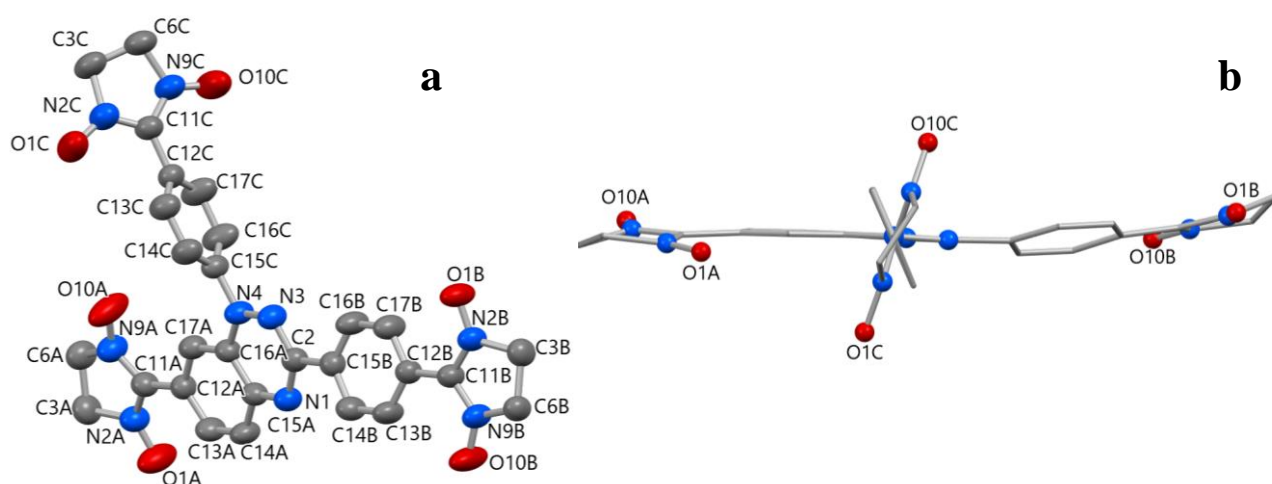 C6C
C3C
N9C
a
O10C
N2C
O1C
C11C
C12C
C17C
C13C
C16C
C14C
C15C
O10A
N4
N3
O1B
N9A
C17A
C16B
C17B
N2B
C2
C6A
C11A
C16A
C12B
C3B
C15B
C12A
C11B
C3A
N1
C6B
N2A
C15A
C14B
C13B
N9B
C13A
C14A
O1A
O10B
b
O10C
O10A
O1B
O1A
O10B
O1C